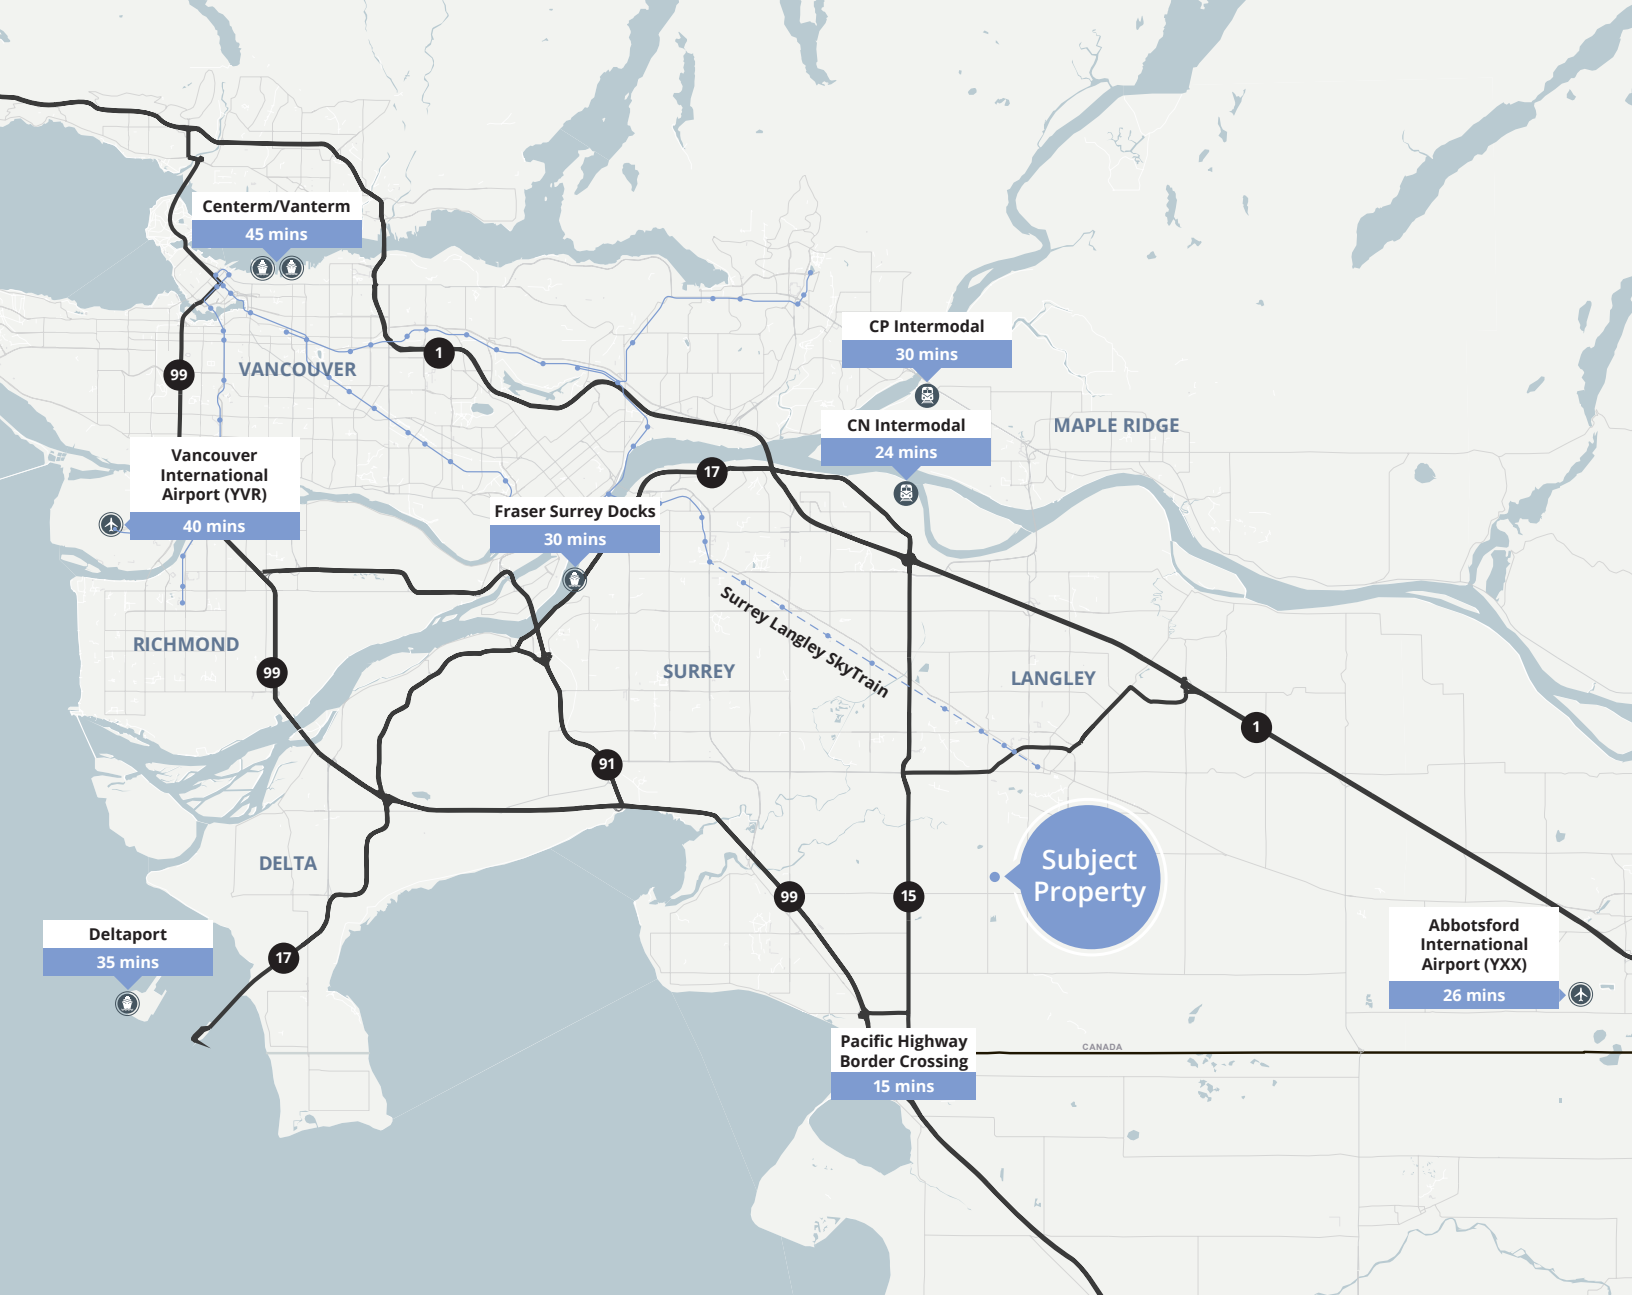 Centerm/Vanterm
45 mins
CP Intermodal
30 mins
1
99
VANCOUVER
CN Intermodal
24 mins
MAPLE RIDGE
Vancouver
International
Airport (YVR)
40 mins
17
Fraser Surrey Docks
30 mins
Surrey Langley SkyTrain
RICHMOND
99
SURREY
LANGLEY
1
91
DELTA
Subject
Property
99
15
Deltaport
35 mins
17
Abbotsford
International
Airport (YXX)
26 mins
Pacific Highway
Border Crossing
15 mins
CANADA